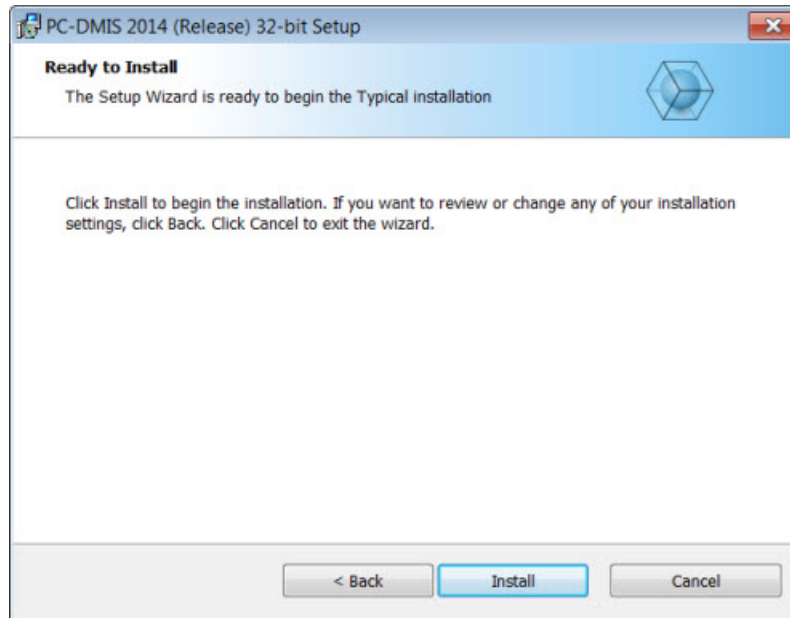 PC-DMIS 2014 (Release) 32-bit Setup
Ready to Install
The Setup Wizard is ready to begin the Typical installation
Click Install to begin the installation. If you want to review or change any of your installation
settings, click Back. Click Cancel to exit the wizard.
< Back Install Cancel